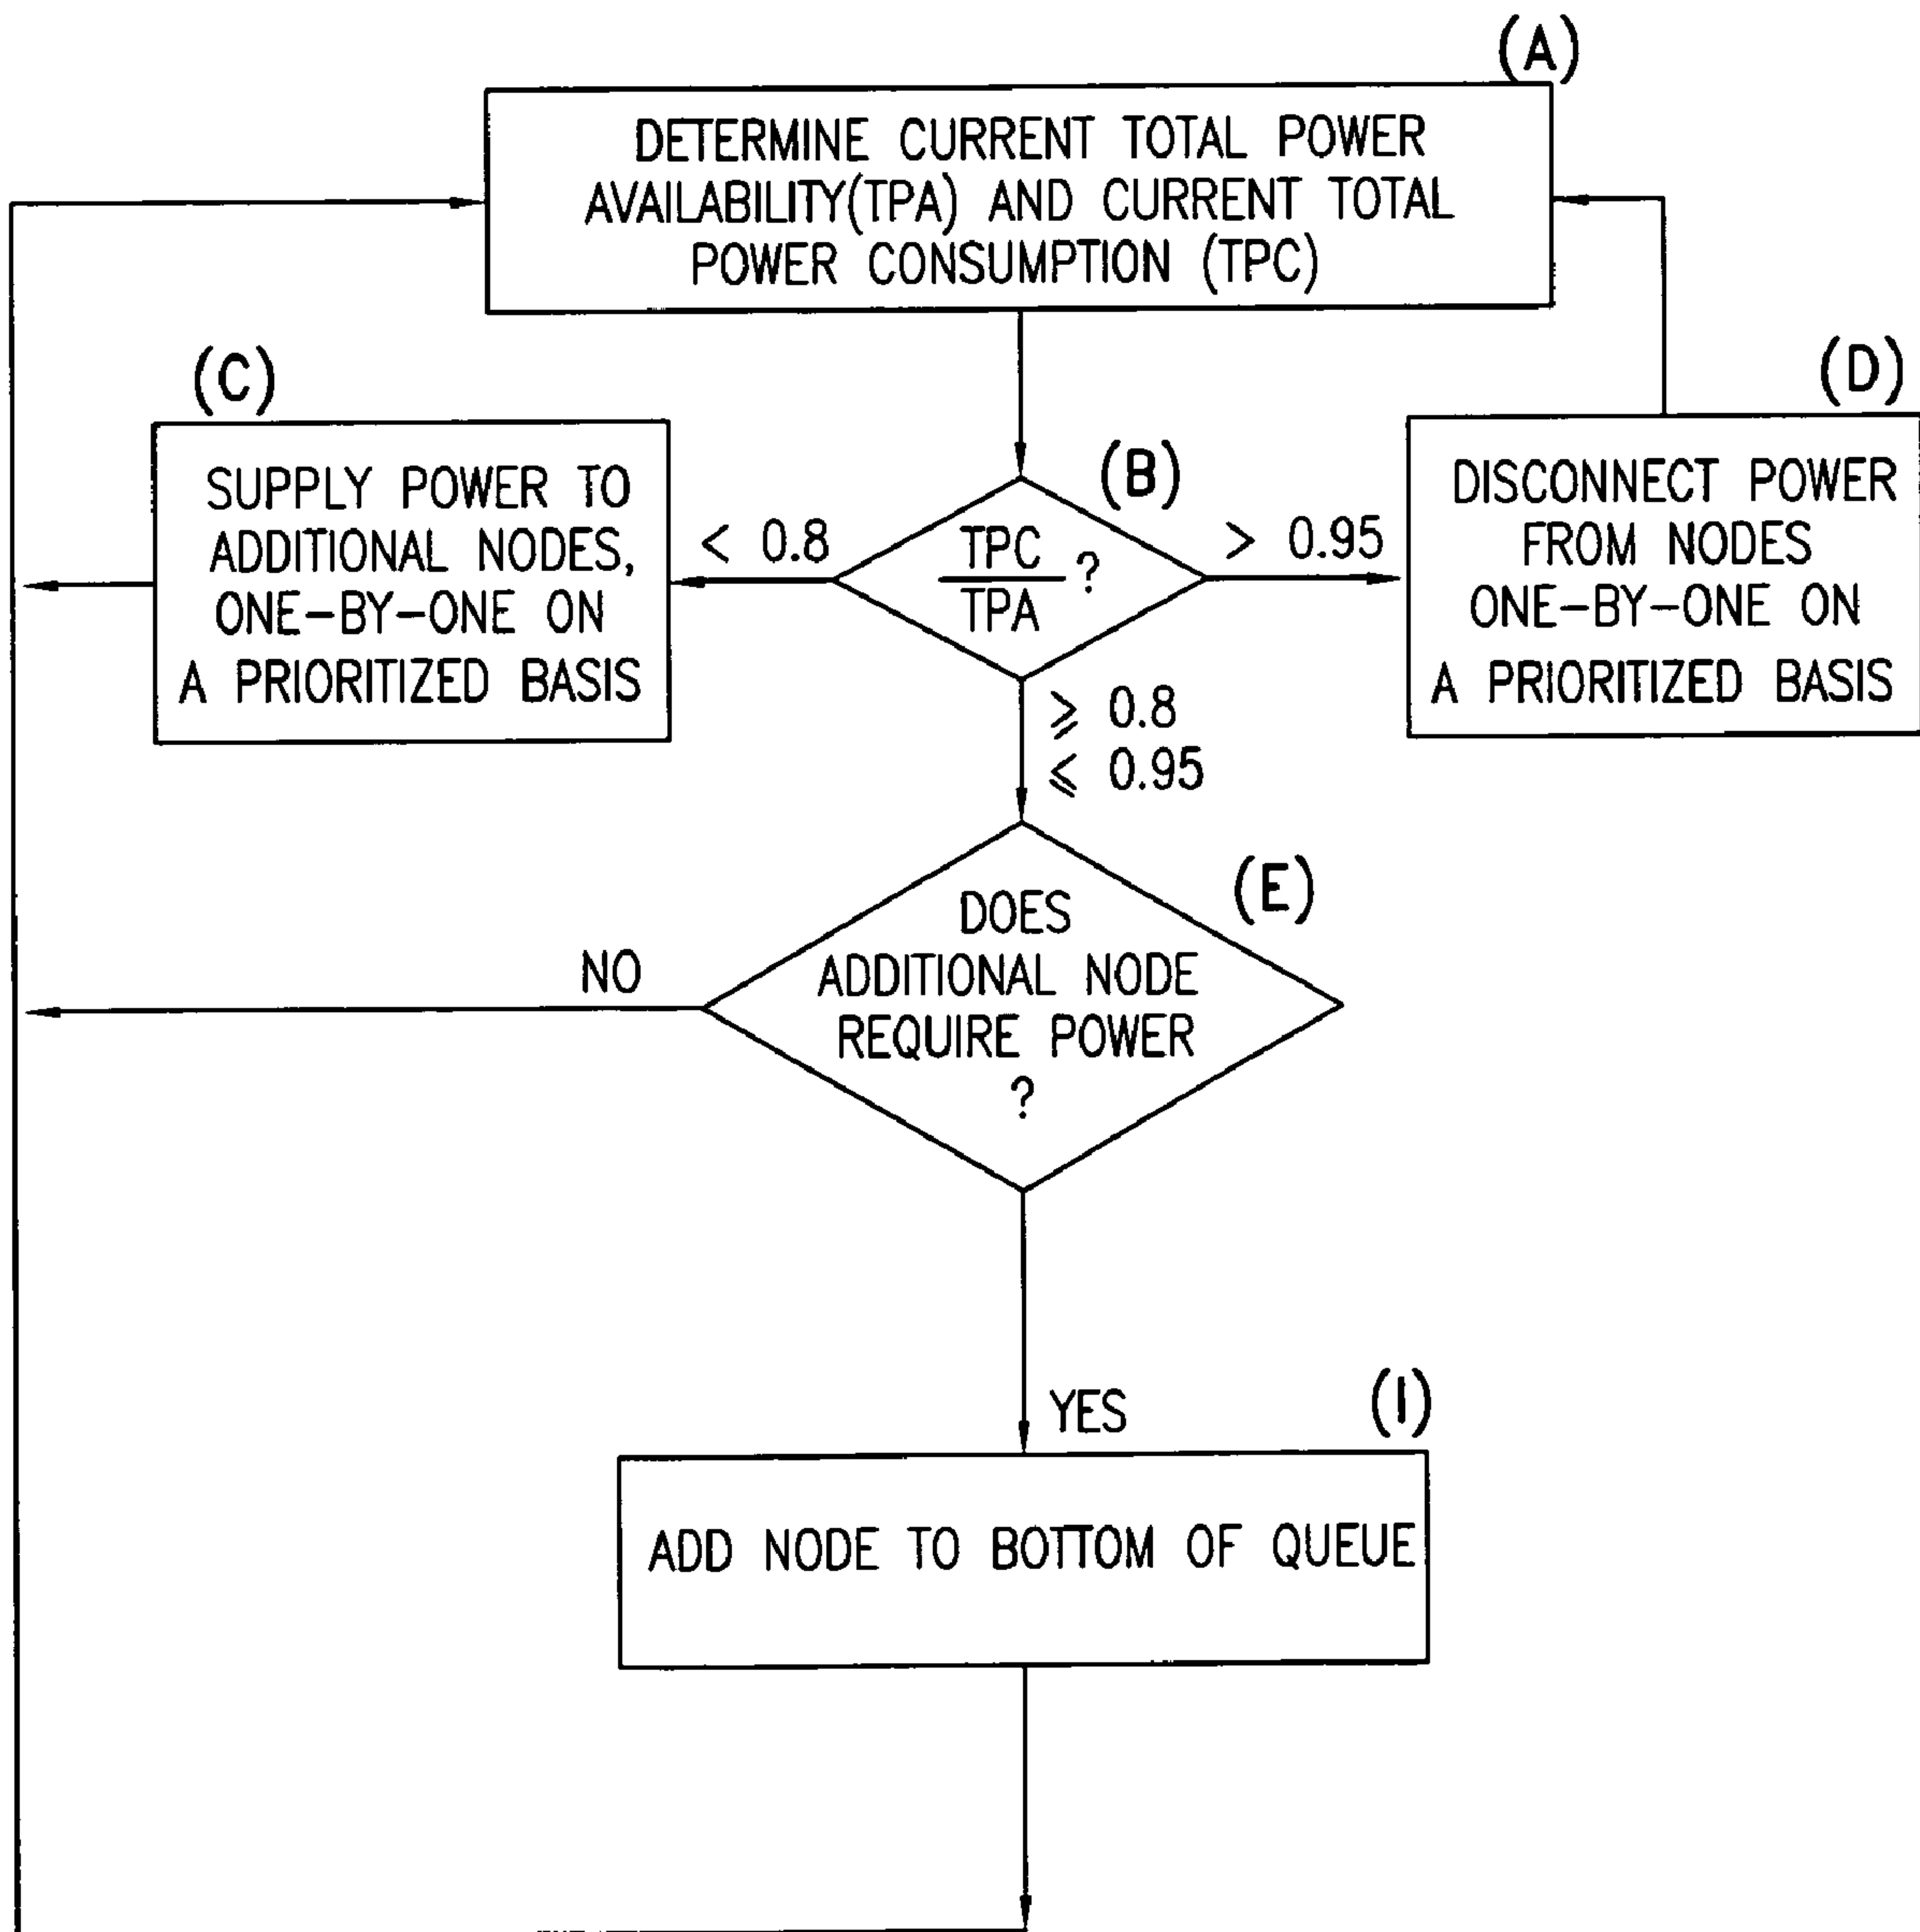 (A)
DETERMINE CURRENT TOTAL POWER
AVAILABILITY(TPA) AND CURRENT TOTAL
POWER CONSUMPTION (TPC)
(C)
SUPPLY POWER TO
ADDITIONAL NODES,
ONE-BY-ONE ON
A PRIORITIZED BASIS
< 0.8
(B)
TPC
TPA
?
> 0.95
(D)
DISCONNECT POWER
FROM NODES
ONE-BY-ONE ON
A PRIORITIZED BASIS
⩾ 0.8
⩽ 0.95
(E)
DOES
ADDITIONAL NODE
REQUIRE POWER
?
NO
YES
(I)
ADD NODE TO BOTTOM OF QUEUE